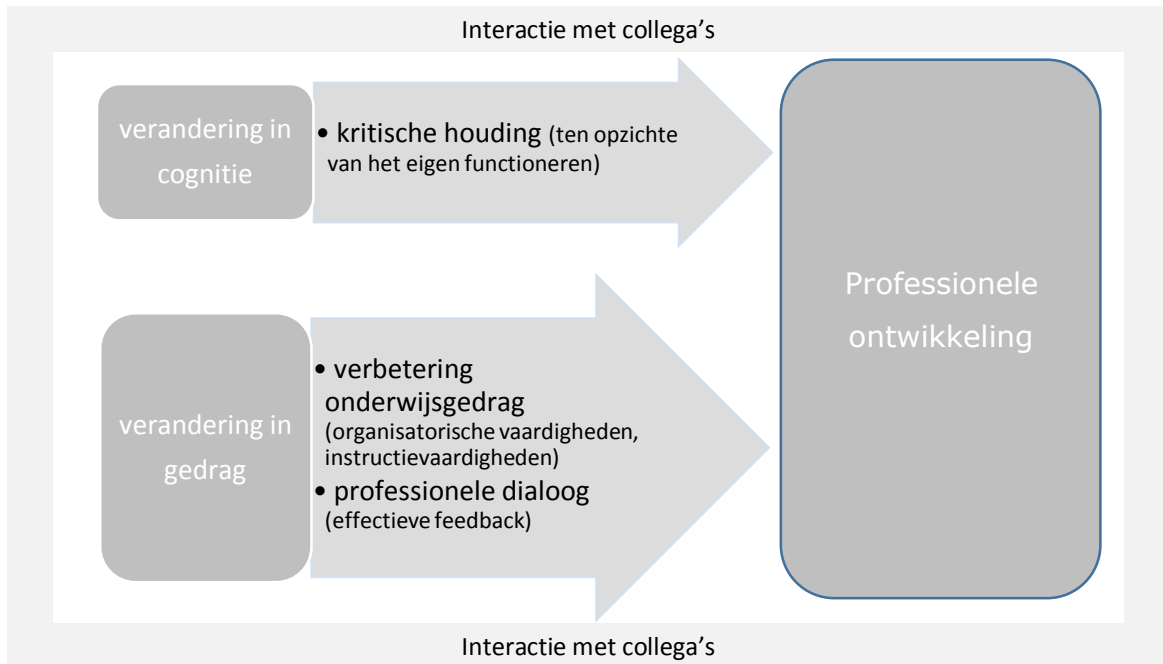 Interactie met collega's
verandering in
cognitie
• kritische houding (ten opzichte
van het eigen functioneren)
verandering in
gedrag
• verbetering
onderwijsgedrag
(organisatorische vaardigheden,
instructievaardigheden)
• professionele dialoog
(effectieve feedback)
Professionele
ontwikkeling
Interactie met collega's